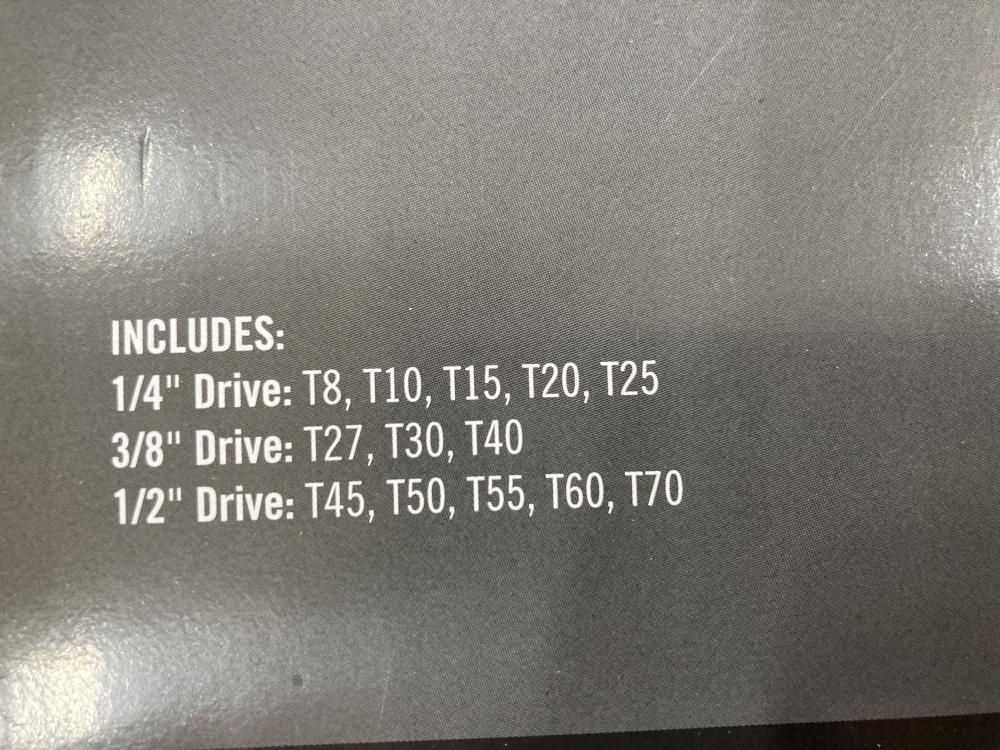 INCLUDES:
1/4" Drive: T8, T10, T15, T20, T25
3/8" Drive: T27, T30, T40
1/2" Drive: T45, T50, T55, T60, T70